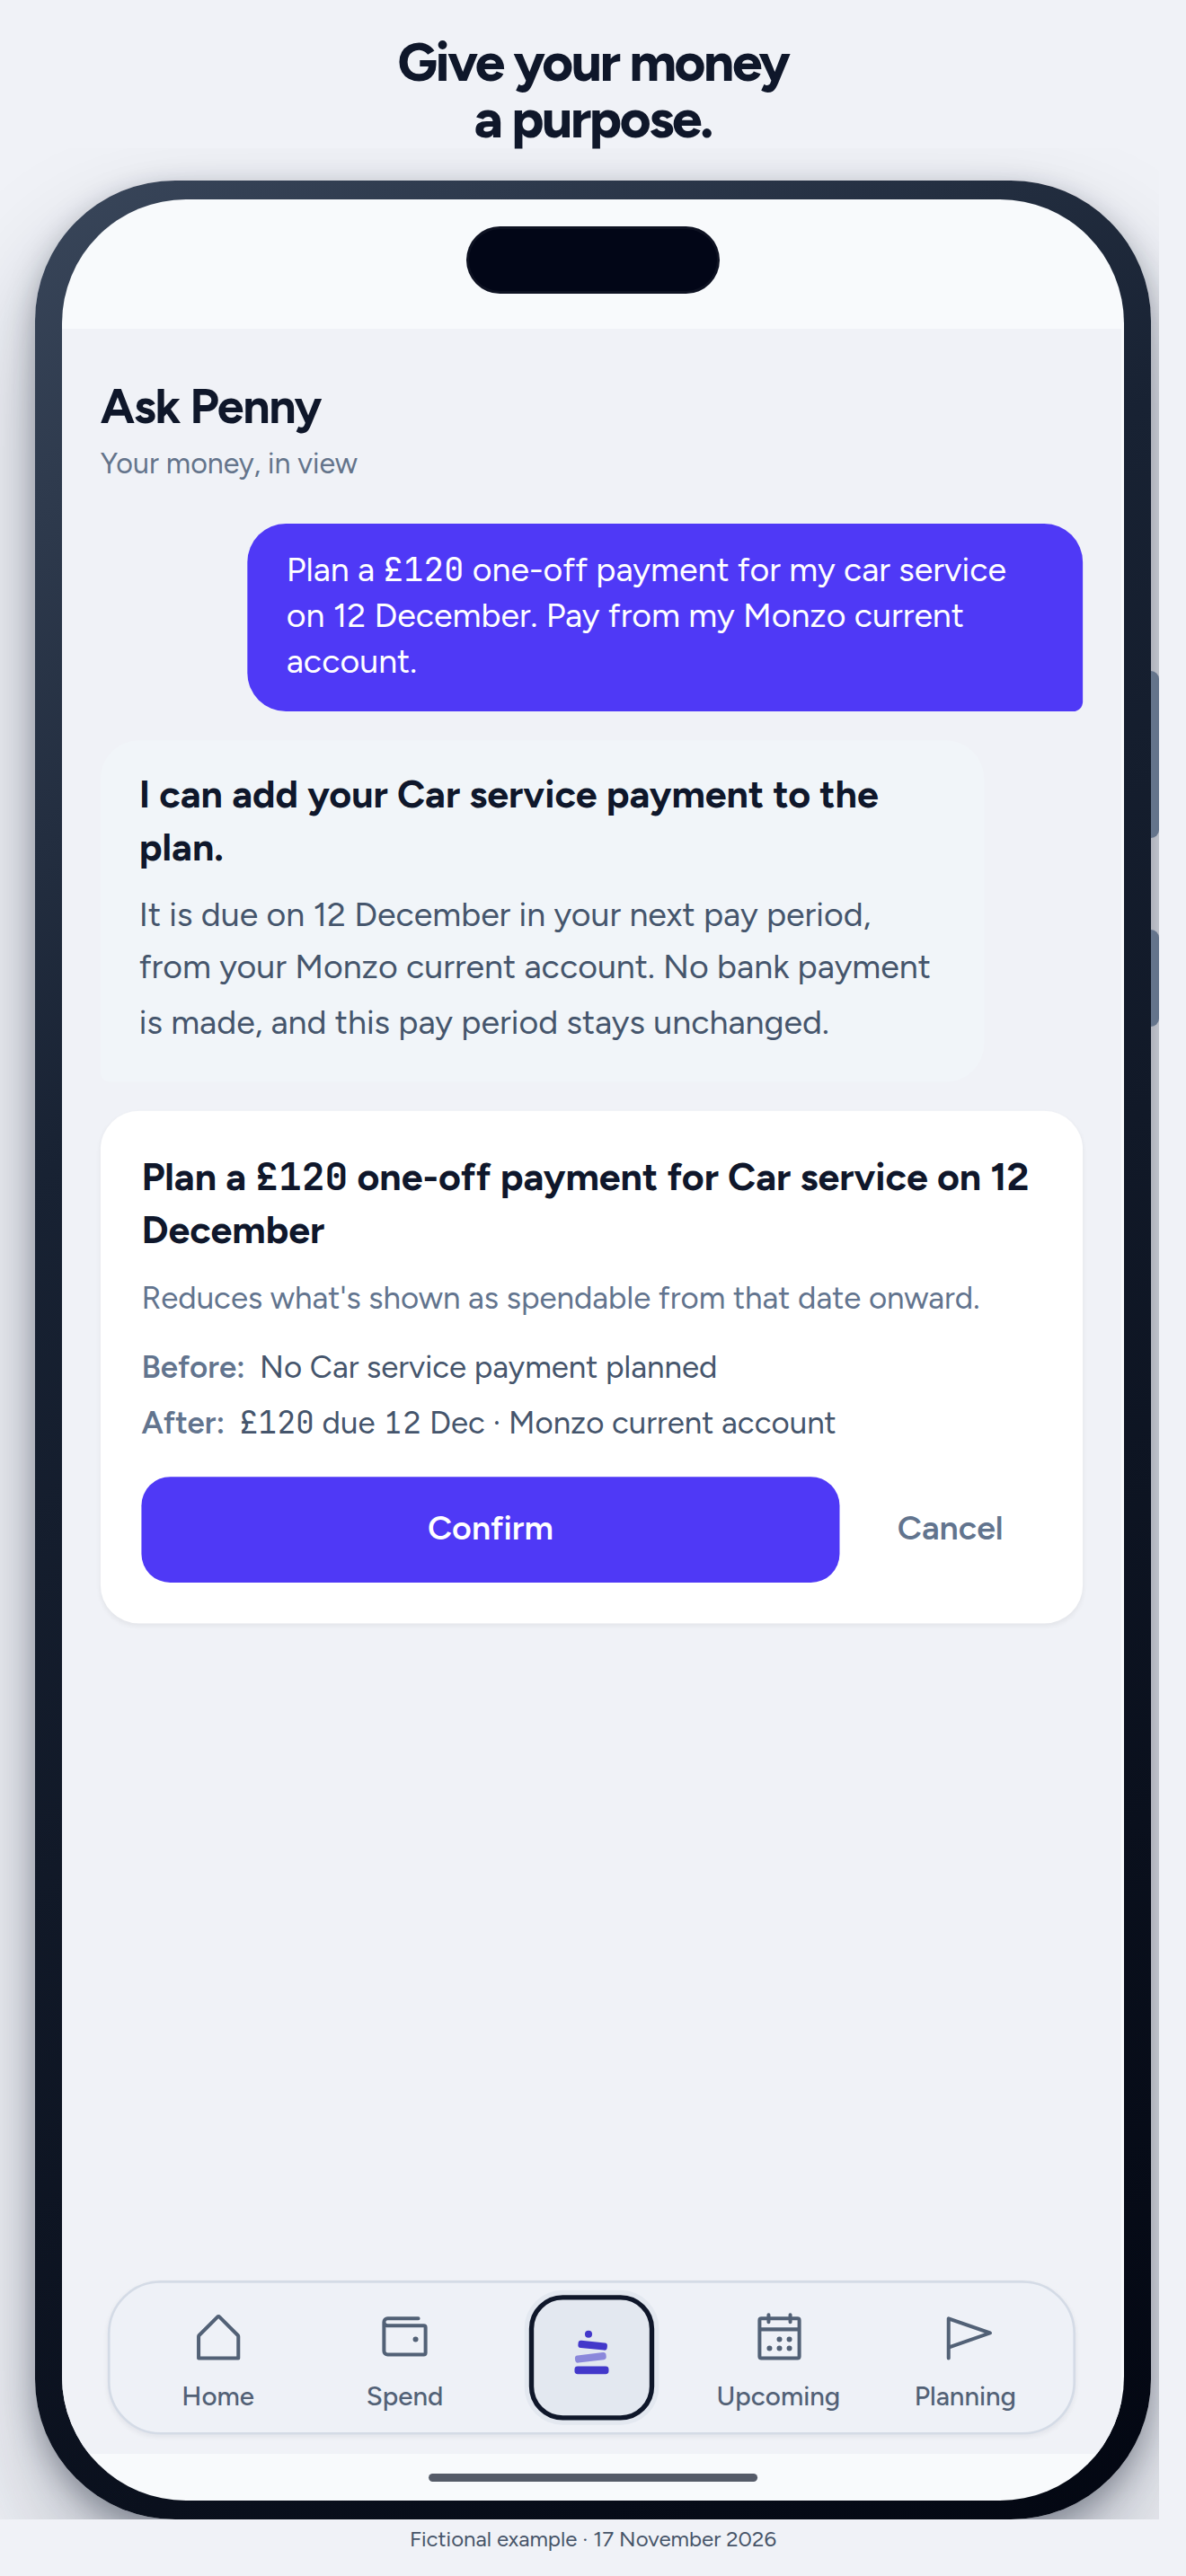 Give your money
a purpose.
Ask Penny
Your money, in view
Plan a £120 one-off payment for my car service
on 12 December. Pay from my Monzo current
account.
I can add your Car service payment to the
plan.
It is due on 12 December in your next pay period,
from your Monzo current account. No bank payment
is made, and this pay period stays unchanged.
Plan a £120 one-off payment for Car service on 12
December
Reduces what's shown as spendable from that date onward.
Before: No Car service payment planned
After: £120 due 12 Dec · Monzo current account
Confirm Cancel
Home Spend Upcoming Planning
Fictional example · 17 November 2026